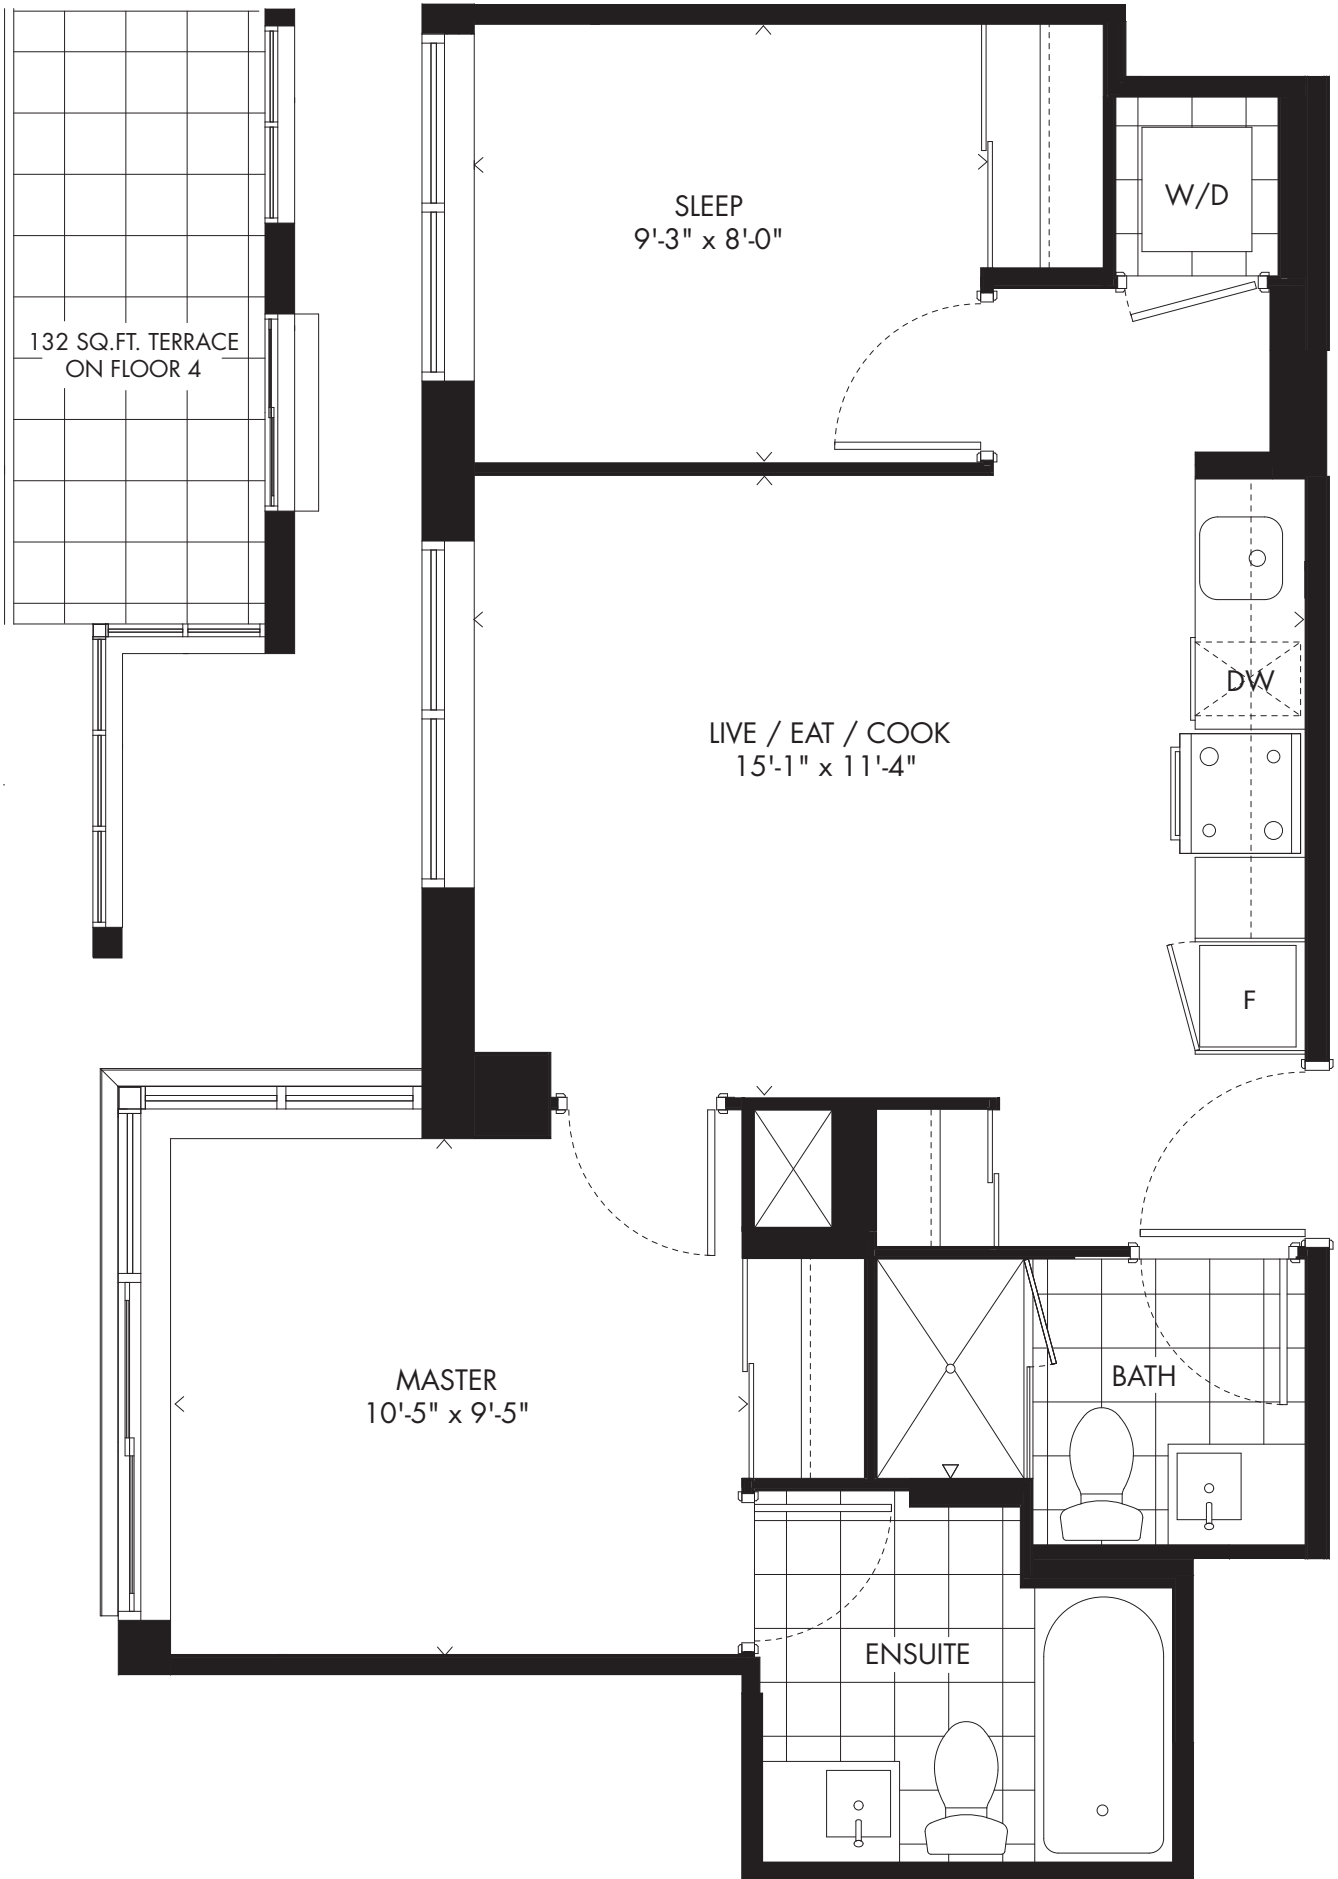 W/D
SLEEP
9'-3" x 8'-0"
132 SQ.FT. TERRACE
ON FLOOR 4
DW
LIVE / EAT / COOK
15'-1" x 11'-4"
F
MASTER
10'-5" x 9'-5"
BATH
ENSUITE